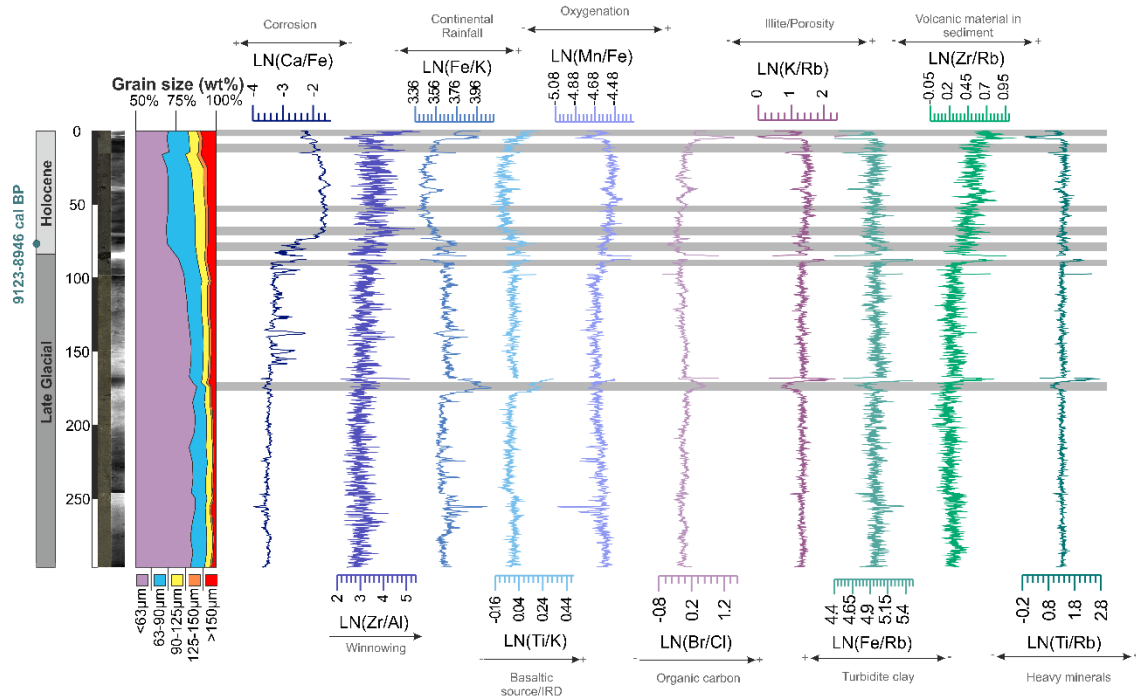 Corrosion
+ -
LN(Ca/Fe)
-4 -3 -2
Continental
Rainfall
- +
LN(Fe/K)
3.36 3.56 3.76 3.96
Oxygenation
- +
LN(Mn/Fe)
-5.08 -4.88 -4.68 -4.48
Illite/Porosity
- +
LN(K/Rb)
0 1 2
Volcanic material in
sediment
- +
LN(Zr/Rb)
-0.05 0.2 0.45 0.7 0.95
Grain size (wt%)
50% 75% 100%
9123-8946 cal BP
Holocene
Late Glacial
0
50
100
150
200
250
<63µm
63-90µm
90-125µm
125-150µm
>150µm
2 3 4 5
LN(Zr/Al)
Winnowing
-0.16 0.04 0.24 0.44
LN(Ti/K)
- +
Basaltic
source/IRD
-0.8 0.2 1.2
LN(Br/Cl)
- +
Organic carbon
4.4 4.65 4.9 5.15 5.4
LN(Fe/Rb)
+ -
Turbidite clay
-0.2 0.8 1.8 2.8
LN(Ti/Rb)
- +
Heavy minerals